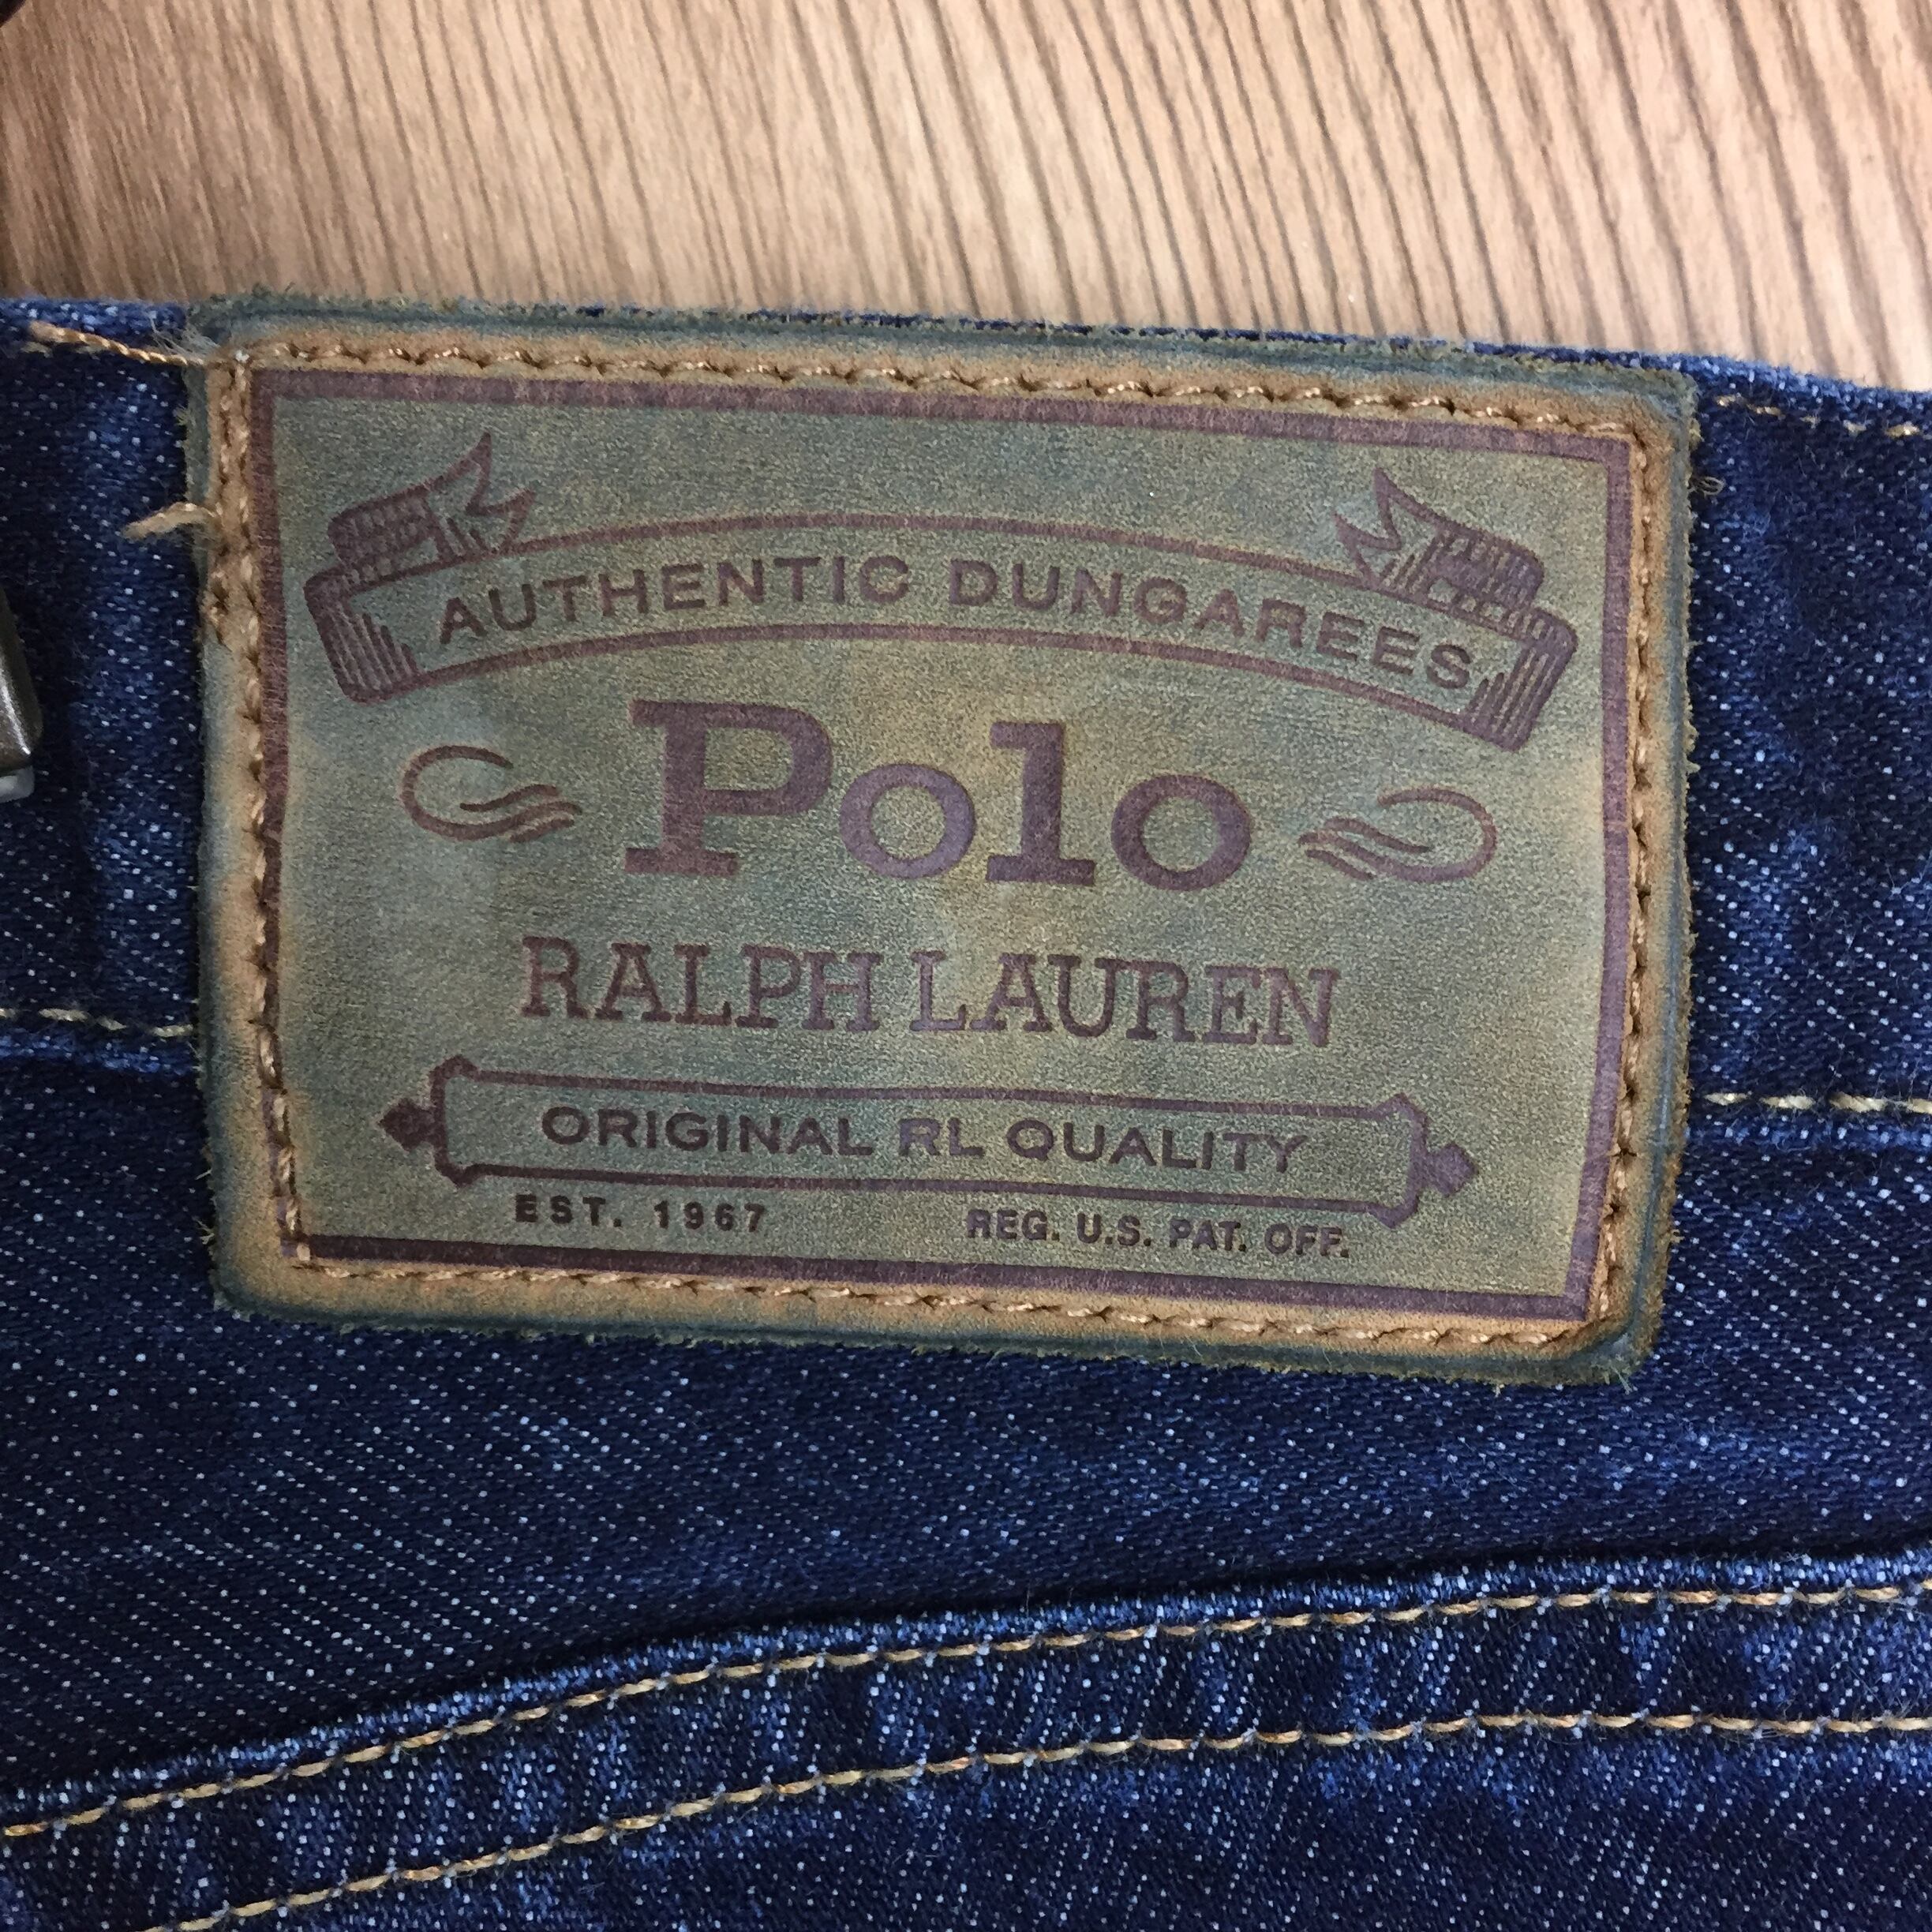 AUTHENTIC DUNGAREES
Polo
RALPH LAUREN
ORIGINAL RL QUALITY
EST. 1967 REG. U.S. PAT. OFF.